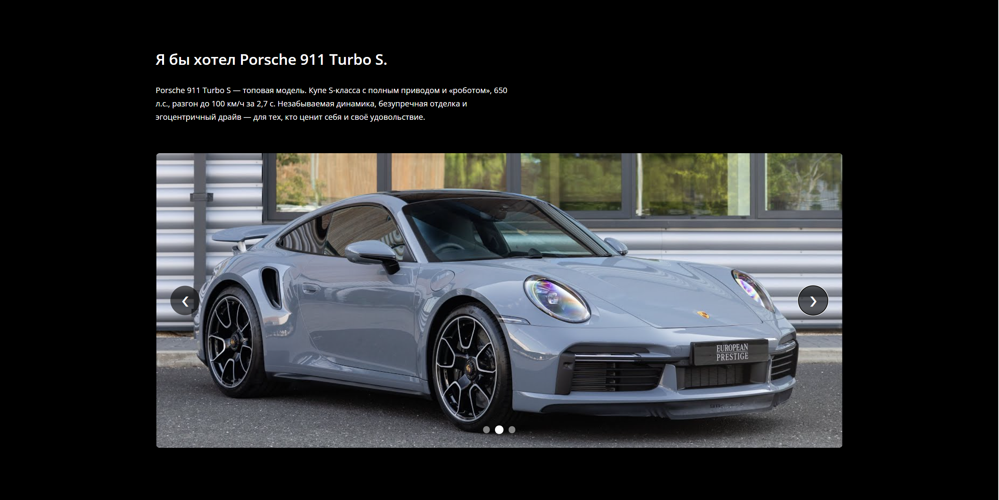 Я бы хотел Porsche 911 Turbo S.
Porsche 911 Turbo S — топовая модель. Купе S-класса с полным приводом и «роботом», 650
л.с., разгон до 100 км/ч за 2,7 с. Незабываемая динамика, безупречная отделка и
эгоцентричный драйв — для тех, кто ценит себя и своё удовольствие.
EUROPEAN
PRESTIGE
911 Turbo S